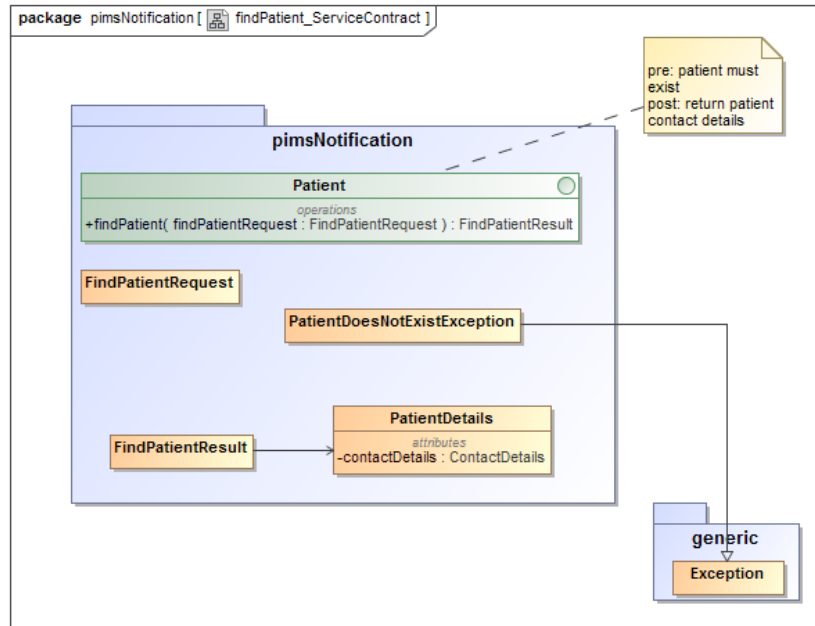 package pimsNotification [ findPatient_ServiceContract ]
pre: patient must
exist
post: return patient
contact details
pimsNotification
Patient
operations
+findPatient( findPatientRequest : FindPatientRequest ) : FindPatientResult
FindPatientRequest
PatientDoesNotExistException
PatientDetails
attributes
-contactDetails : ContactDetails
FindPatientResult
generic
Exception